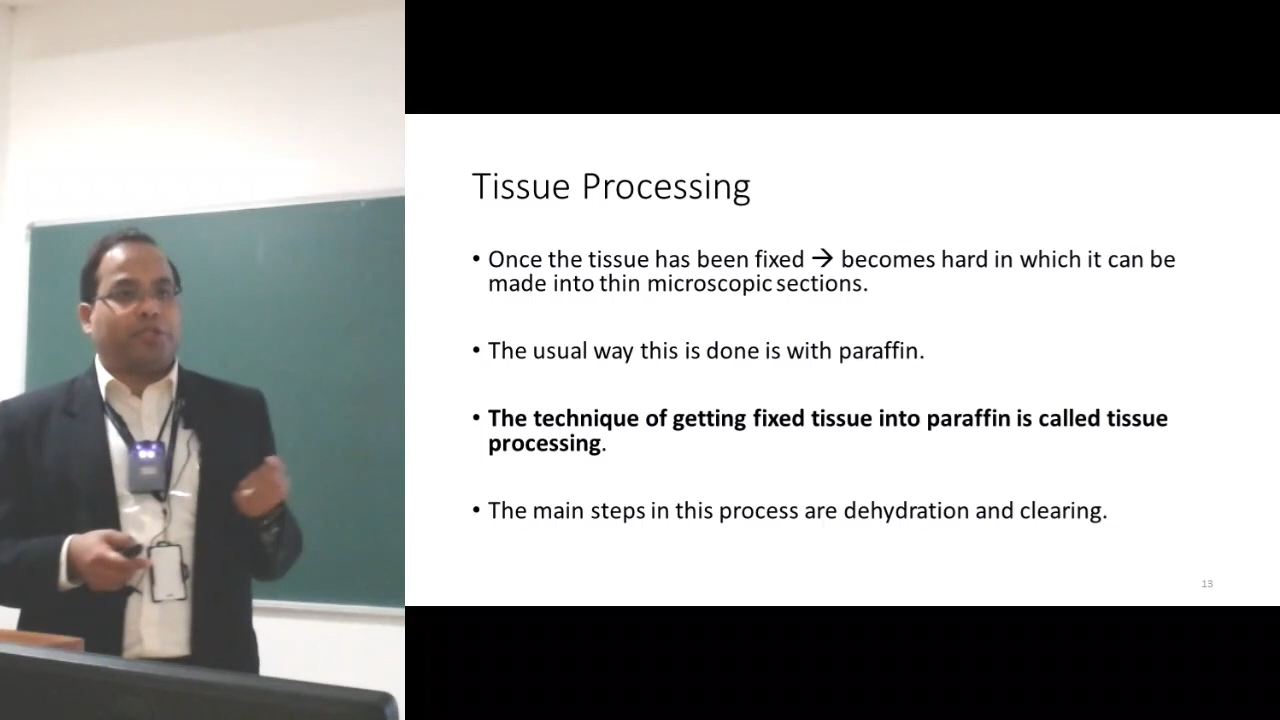 Tissue Processing
• Once the tissue has been fixed → becomes hard in which it can be
made into thin microscopic sections.
• The usual way this is done is with paraffin.
• The technique of getting fixed tissue into paraffin is called tissue
processing.
• The main steps in this process are dehydration and clearing.
13